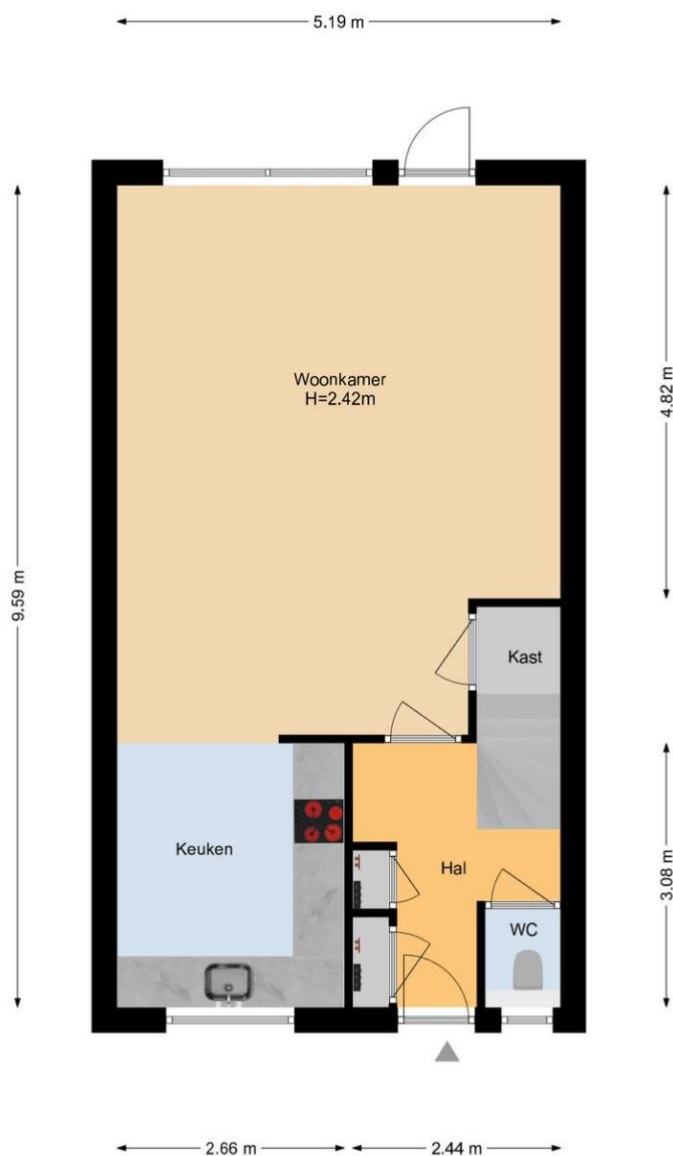 5.19 m
Woonkamer
H=2.42m
4.82 m
9.59 m
Kast
Keuken
Hal
3.08 m
WC
2.66 m
2.44 m